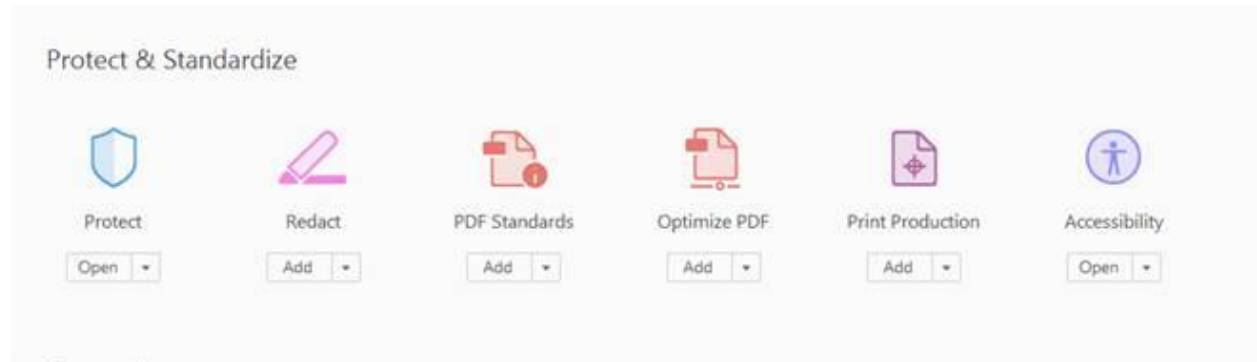 Protect & Standardize
Protect Redact PDF Standards Optimize PDF Print Production Accessibility
Open Add Add Add Add Open